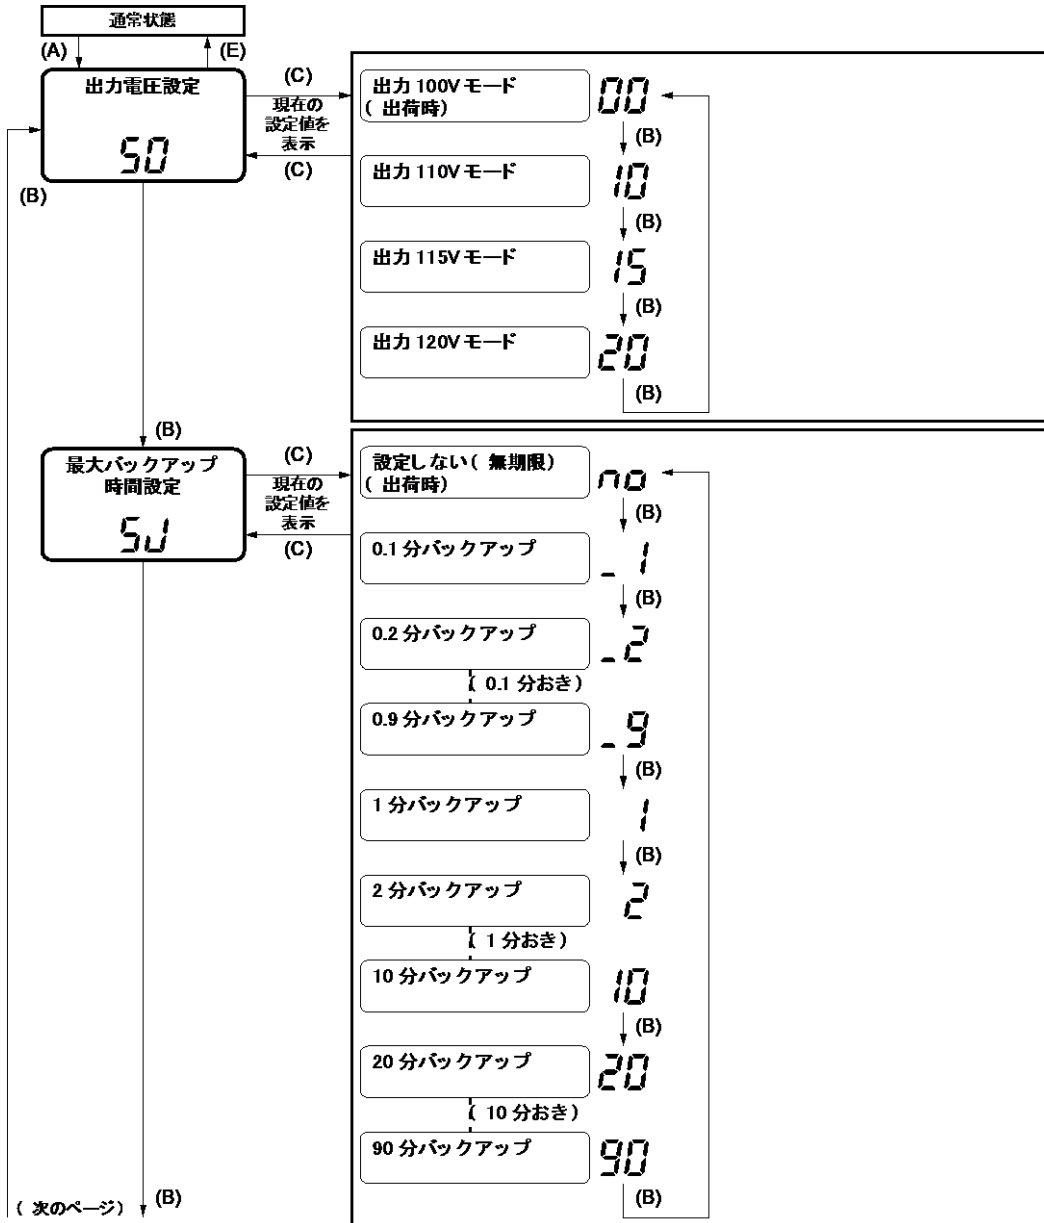 通常状態
(A)
(E)
出力電圧設定
50
(B)
(C)
現在の
設定値を
表示
(C)
出力 100V モード
( 出荷時)
00
(B)
出力 110V モード
10
(B)
出力 115V モード
15
(B)
出力 120V モード
20
(B)
(B)
最大バックアップ
時間設定
(C)
現在の
設定値を
表示
(C)
設定しない( 無期限)
( 出荷時)
no
(B)
0.1 分バックアップ
_ 1
(B)
0.2 分バックアップ
_2
( 0.1 分おき)
0.9 分バックアップ
_9
(B)
1 分バックアップ
1
(B)
2 分バックアップ
2
( 1 分おき)
10 分バックアップ
10
(B)
20 分バックアップ
20
( 10 分おき)
90 分バックアップ
90
(B)
( 次のページ)
(B)